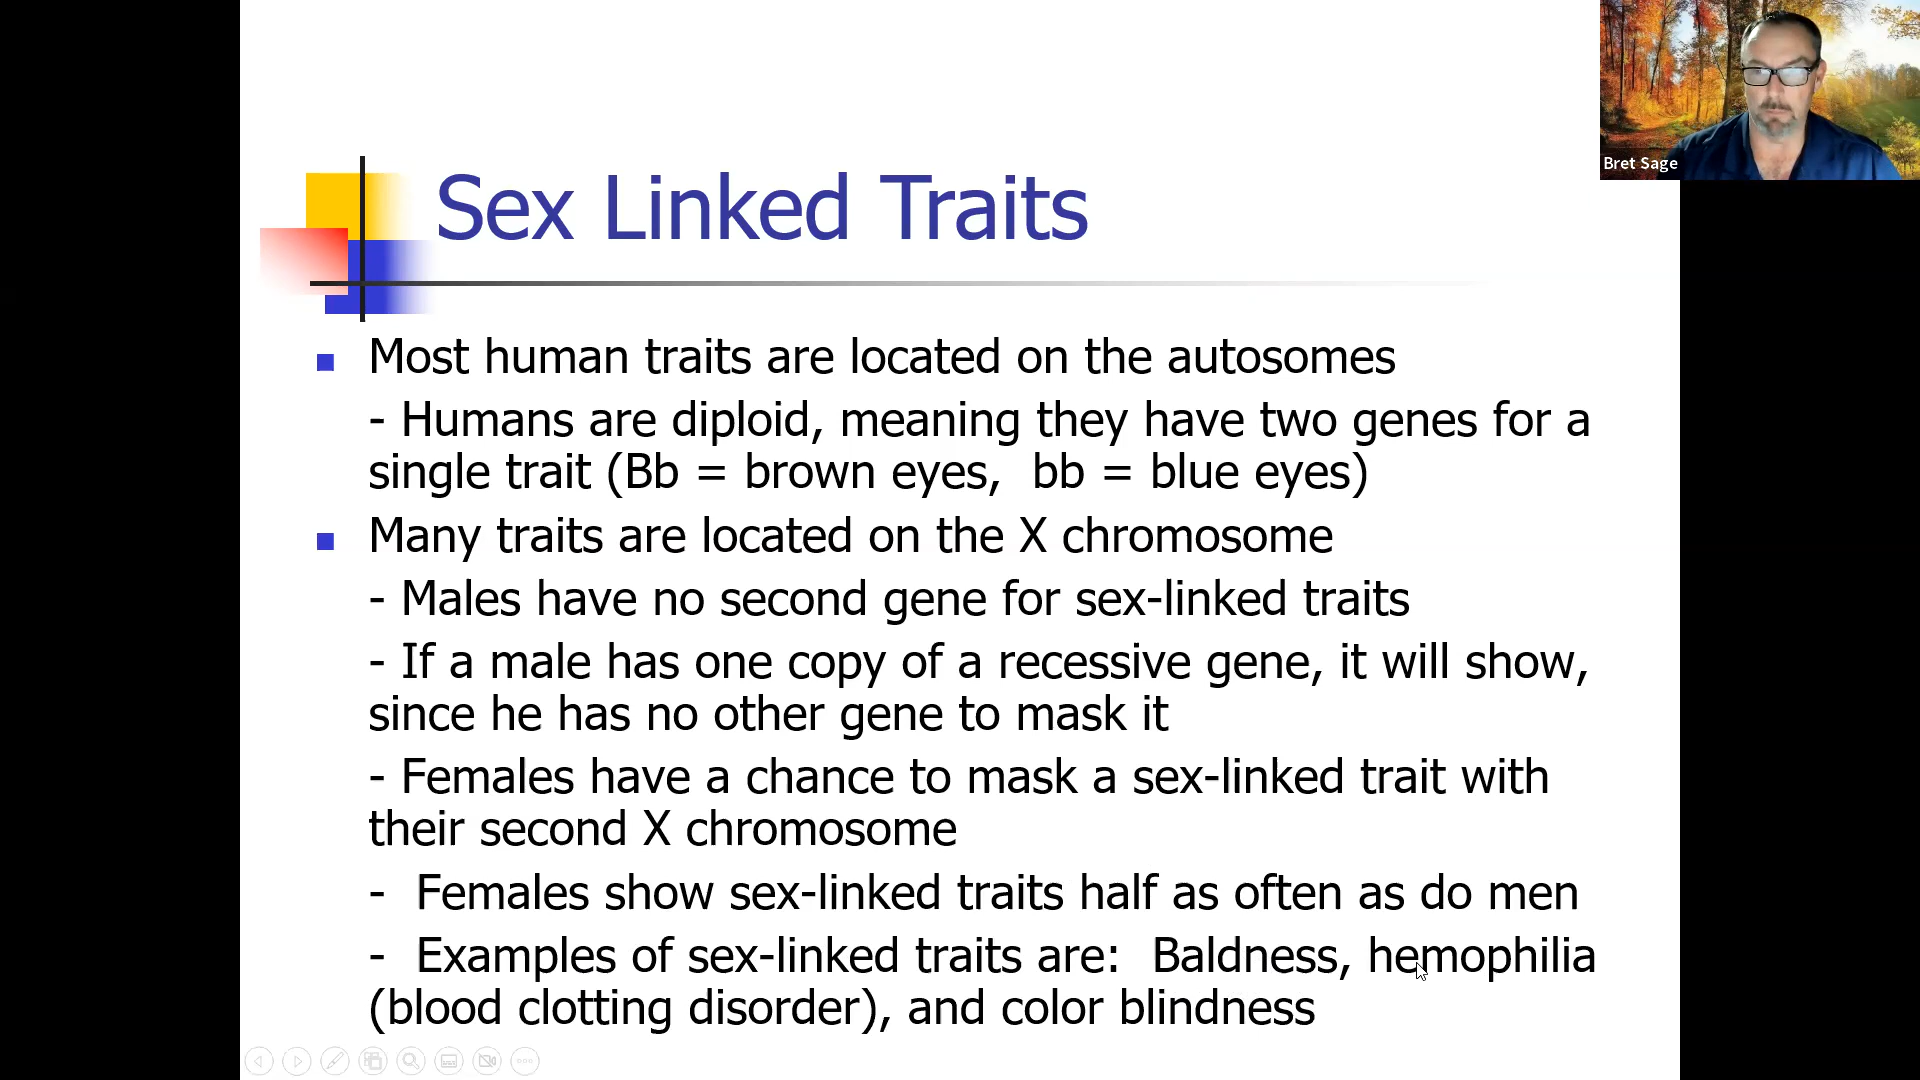 Bret Sage
Sex Linked Traits
Most human traits are located on the autosomes
- Humans are diploid, meaning they have two genes for a
single trait (Bb = brown eyes,  bb = blue eyes)
Many traits are located on the X chromosome
- Males have no second gene for sex-linked traits
- If a male has one copy of a recessive gene, it will show,
since he has no other gene to mask it
- Females have a chance to mask a sex-linked trait with
their second X chromosome
-  Females show sex-linked traits half as often as do men
-  Examples of sex-linked traits are:  Baldness, hemophilia
(blood clotting disorder), and color blindness